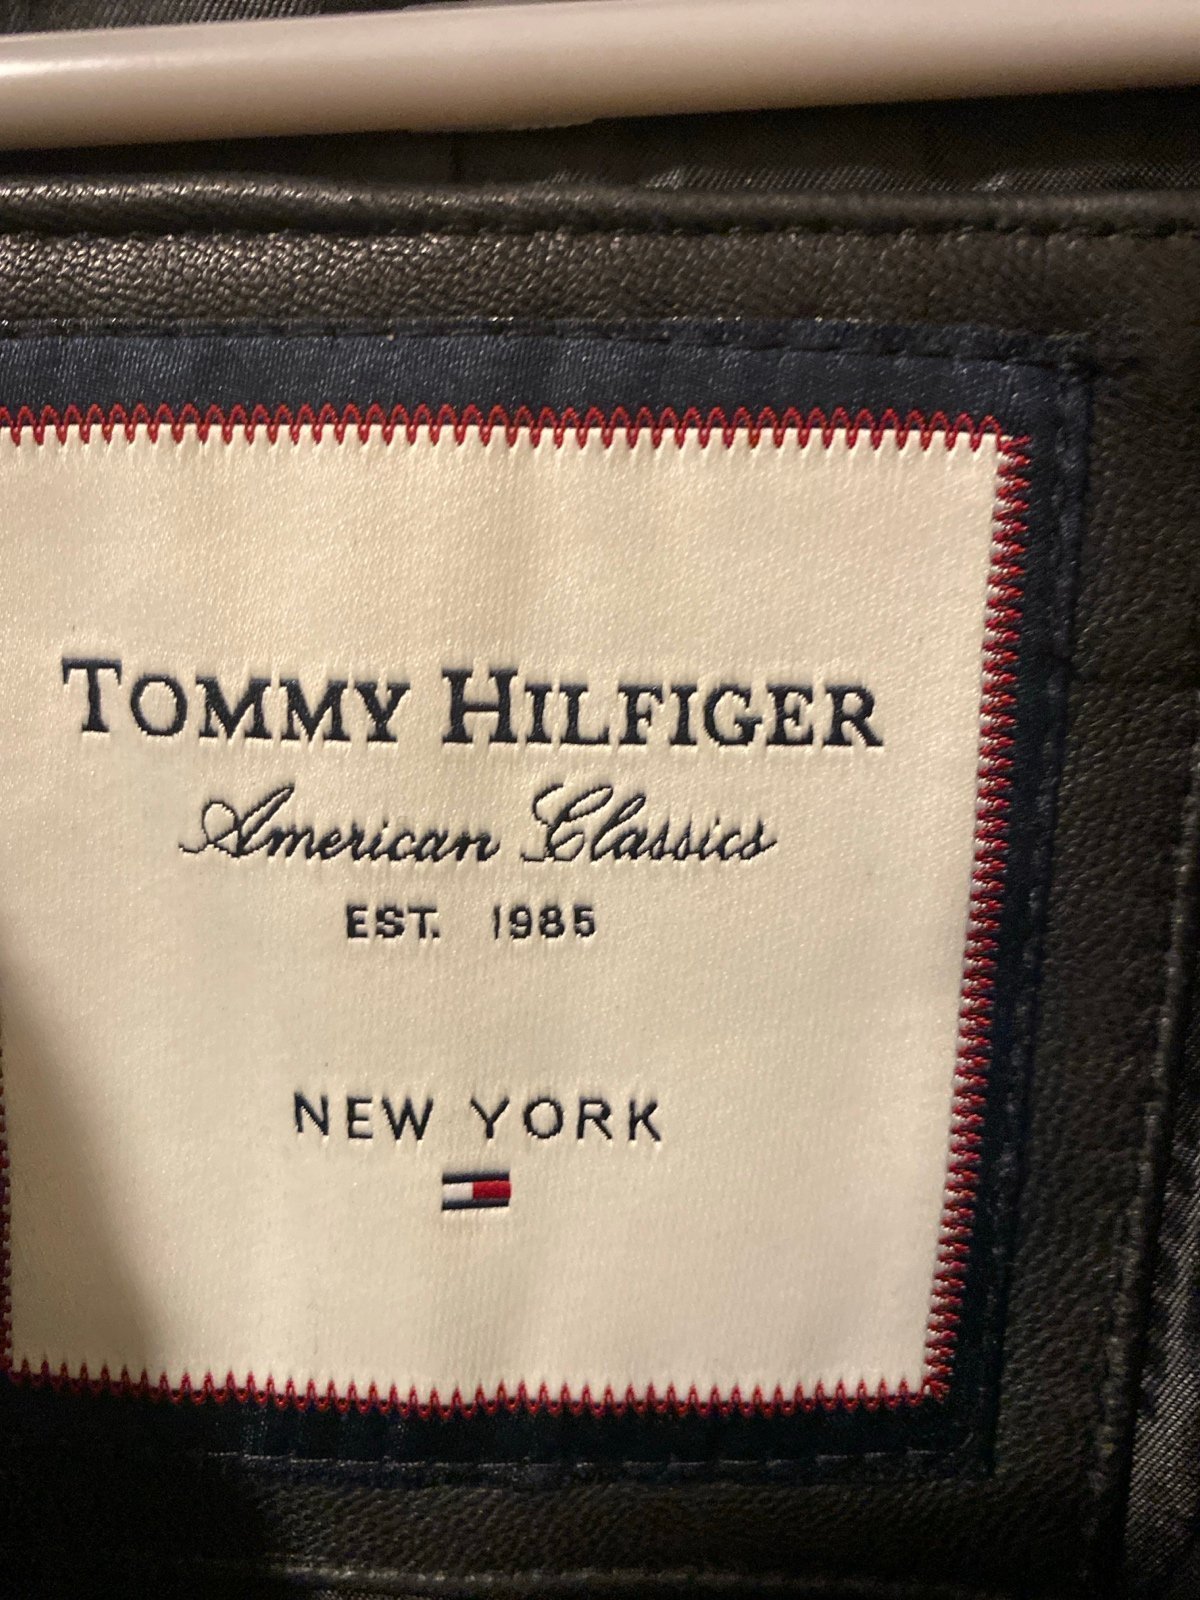 TOMMY HILFIGER
American Classics
EST. 1985
NEW YORK